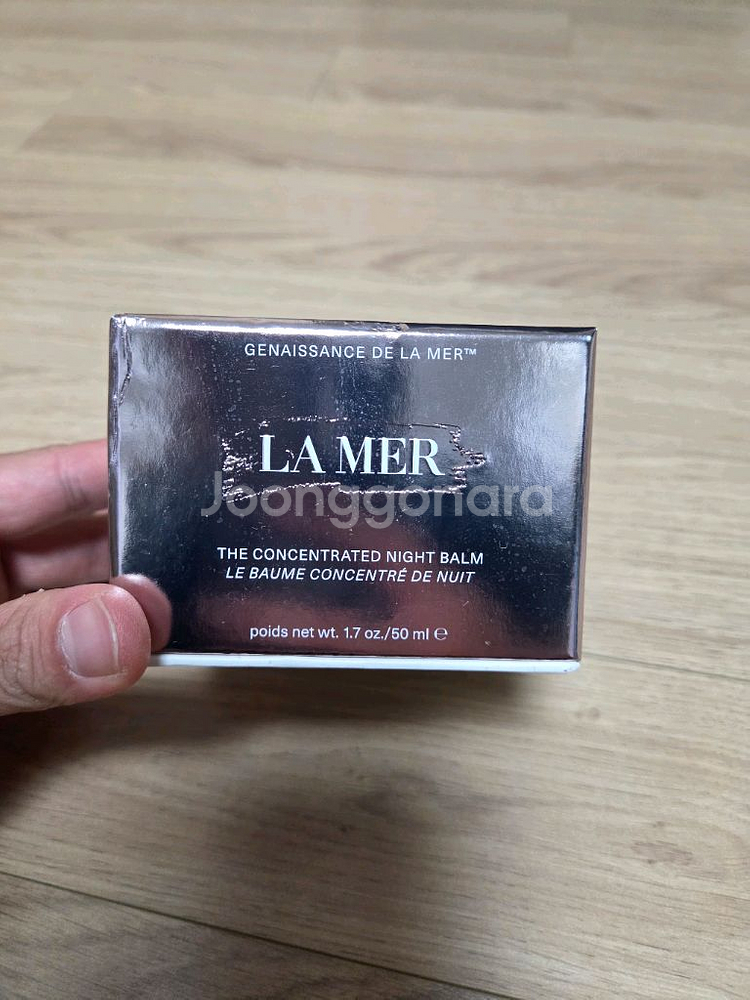 GENAISSANCE DE LA MER™
LA MER
Joonggonara
THE CONCENTRATED NIGHT BALM
LE BAUME CONCENTRÉ DE NUIT
poids net wt. 1.7 oz./50 ml ℮